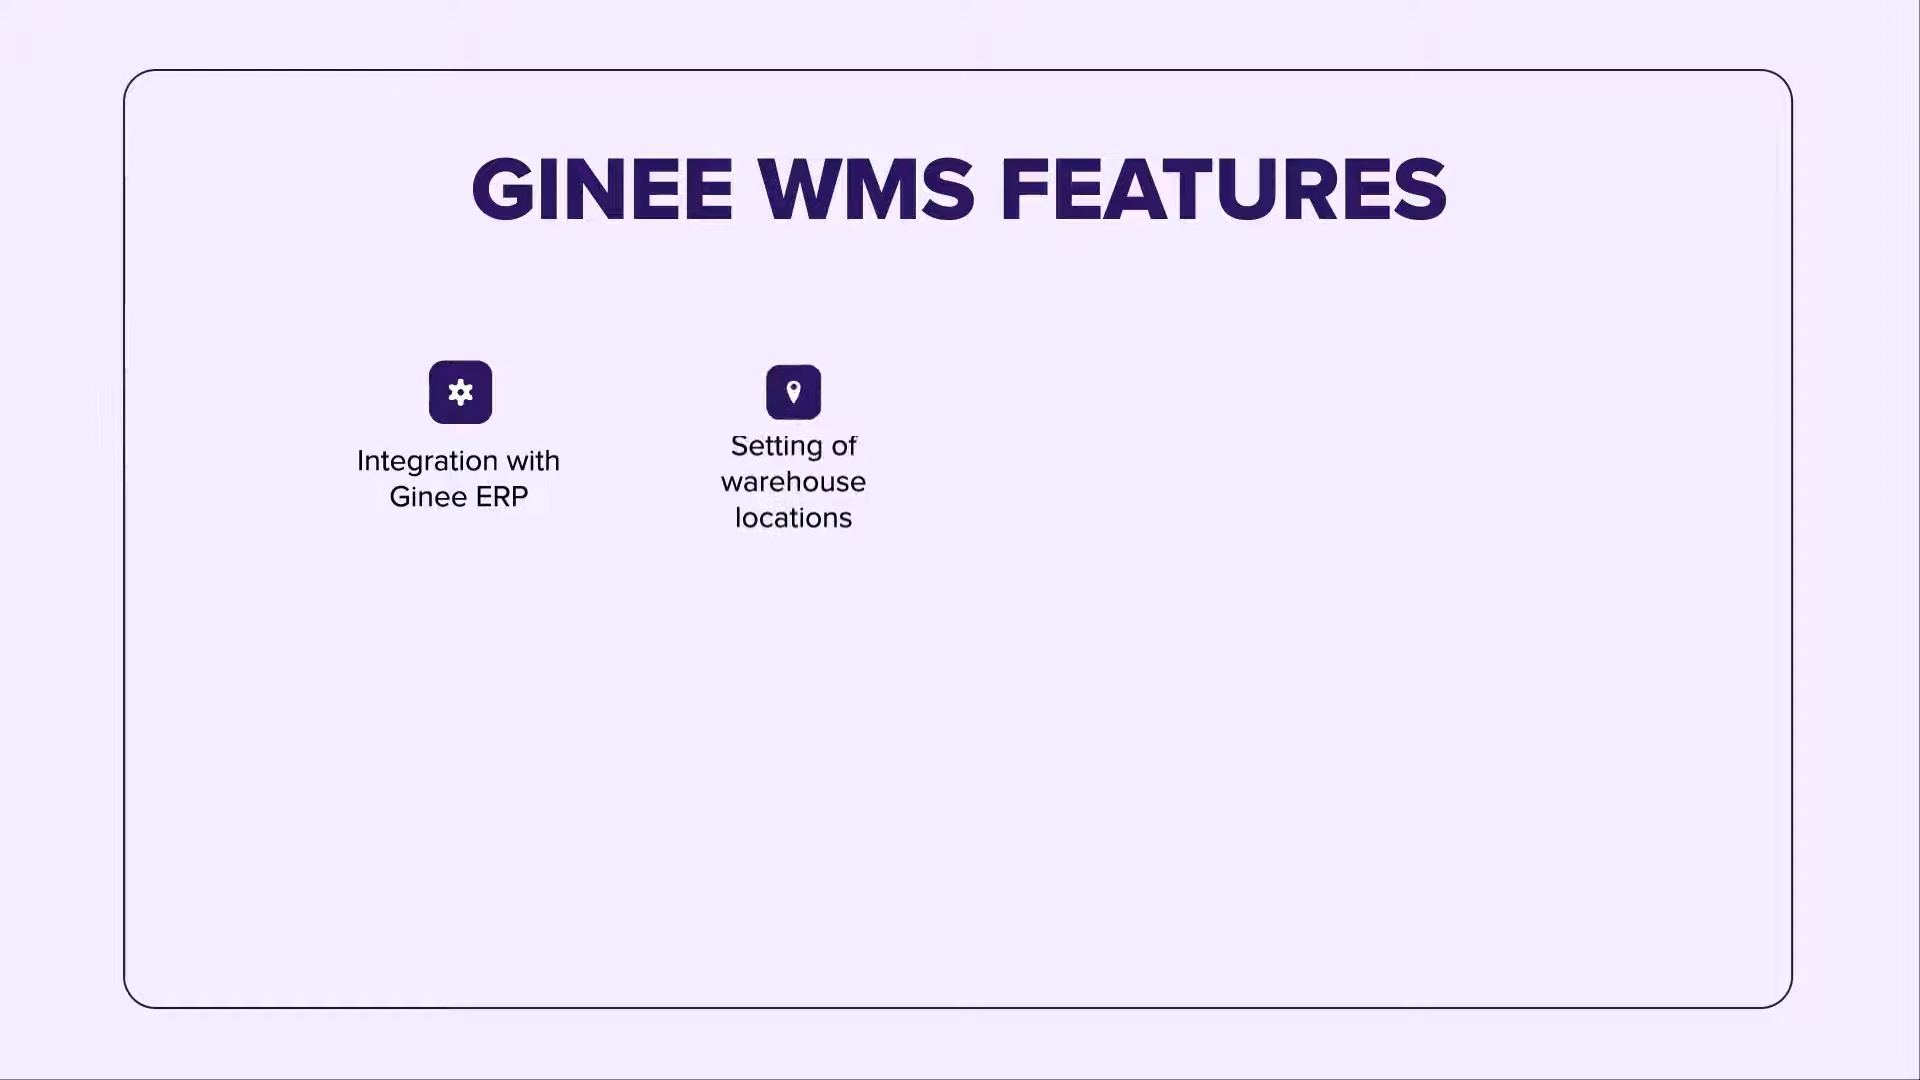 GINEE WMS FEATURES
Integration with
Ginee ERP
Setting of
warehouse
locations